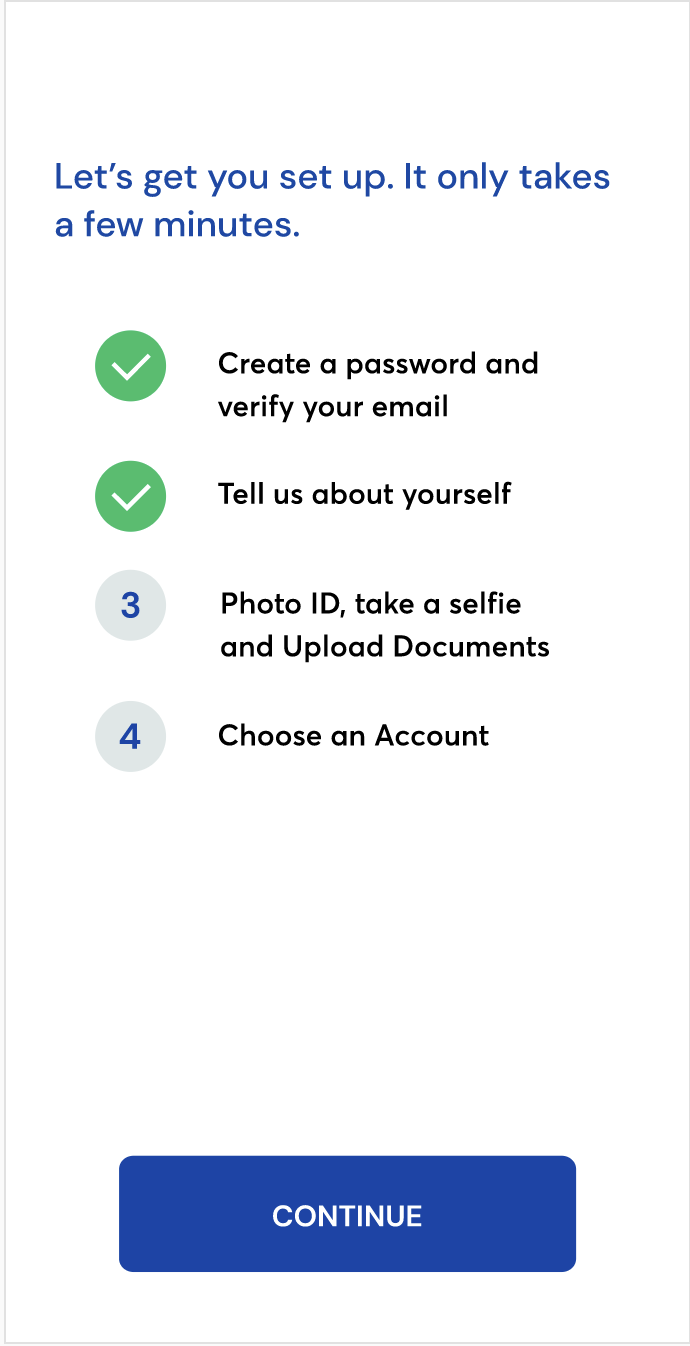 Let’s get you set up. It only takes
a few minutes.
Create a password and
verify your email
Tell us about yourself
3
Photo ID, take a selfie
and Upload Documents
4
Choose an Account
CONTINUE